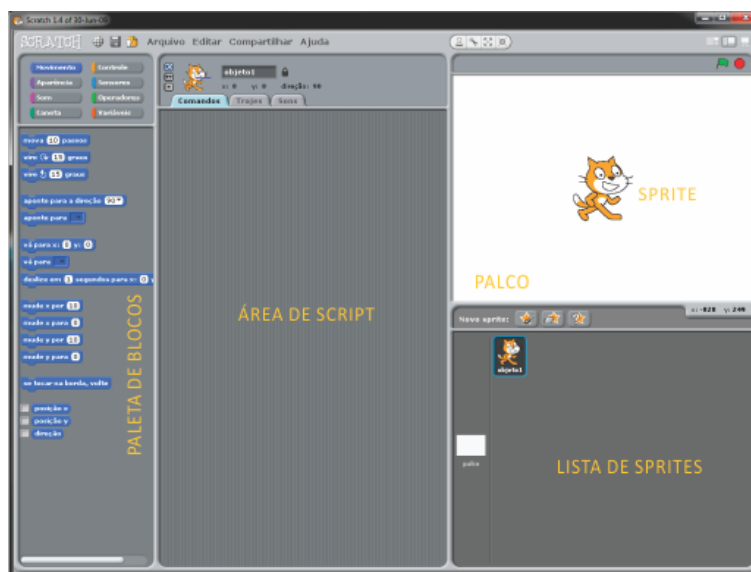 Scratch 1.4 of 30-Jun-09
SCRATCH Arquivo Editar Compartilhar Ajuda
Movimento Controle
Aparência Sensores
Som Operadores
Caneta Variáveis
objeto1
x: 0 y: 0 direção: 90
Comandos Trajes Sons
mova 10 passos
vire 15 graus
vire 15 graus
aponte para a direção 90
aponte para
vá para x: 0 y: 0
vá para
deslize em 1 segundos para x: 0 y
mude x por 10
mude x para 0
mude y por 10
mude y para 0
se tocar na borda, volte
posição x
posição y
direção
PALETA DE BLOCOS
ÁREA DE SCRIPT
SPRITE
PALCO
Novo sprite:
objeto1
palco
LISTA DE SPRITES